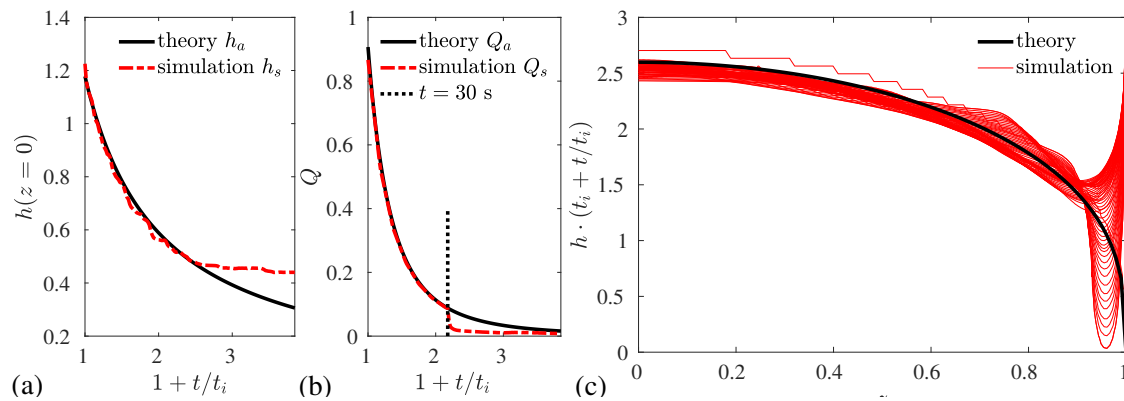 1.4
1.2
1
0.8
0.6
0.4
0.2
h(z = 0)
theory h_a
simulation h_s
1 2 3
1 + t/t_i
(a)
1
0.8
0.6
0.4
0.2
0
Q
theory Q_a
simulation Q_s
t = 30 s
1 2 3
1 + t/t_i
(b)
3
2.5
2
1.5
1
0.5
0
h · (t_i + t/t_i)
theory
simulation
0 0.2 0.4 0.6 0.8 1
(c)